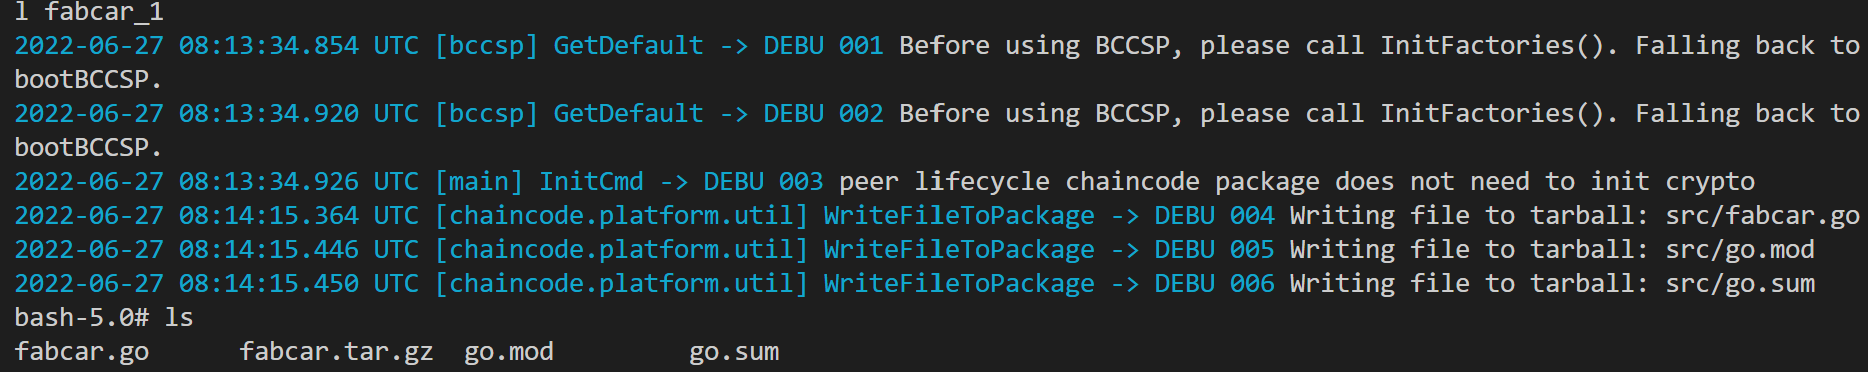 l fabcar_1
2022-06-27 08:13:34.854 UTC [bccsp] GetDefault -> DEBU 001 Before using BCCSP, please call InitFactories(). Falling back to
bootBCCSP.
2022-06-27 08:13:34.920 UTC [bccsp] GetDefault -> DEBU 002 Before using BCCSP, please call InitFactories(). Falling back to
bootBCCSP.
2022-06-27 08:13:34.926 UTC [main] InitCmd -> DEBU 003 peer lifecycle chaincode package does not need to init crypto
2022-06-27 08:14:15.364 UTC [chaincode.platform.util] WriteFileToPackage -> DEBU 004 Writing file to tarball: src/fabcar.go
2022-06-27 08:14:15.446 UTC [chaincode.platform.util] WriteFileToPackage -> DEBU 005 Writing file to tarball: src/go.mod
2022-06-27 08:14:15.450 UTC [chaincode.platform.util] WriteFileToPackage -> DEBU 006 Writing file to tarball: src/go.sum
bash-5.0# ls
fabcar.go      fabcar.tar.gz  go.mod         go.sum